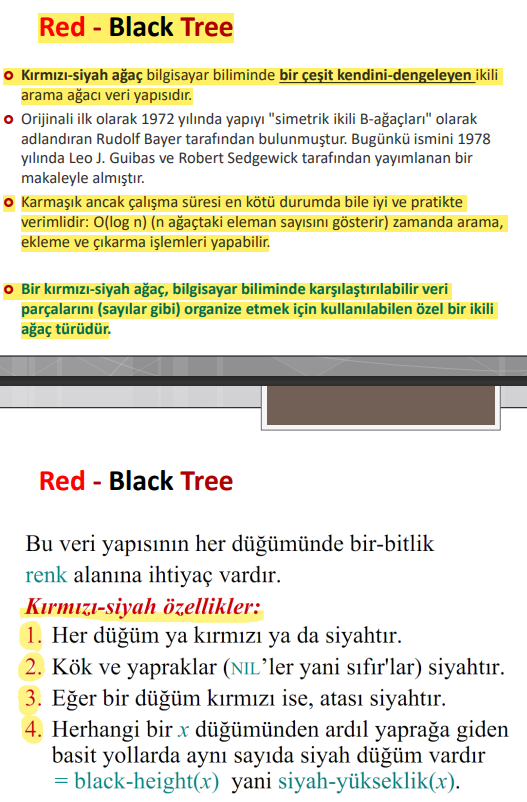 Red - Black Tree
Kırmızı-siyah ağaç bilgisayar biliminde bir çeşit kendini-dengeleyen ikili
arama ağacı veri yapısıdır.
Orijinali ilk olarak 1972 yılında yapıyı "simetrik ikili B-ağaçları" olarak
adlandıran Rudolf Bayer tarafından bulunmuştur. Bugünkü ismini 1978
yılında Leo J. Guibas ve Robert Sedgewick tarafından yayımlanan bir
makaleyle almıştır.
Karmaşık ancak çalışma süresi en kötü durumda bile iyi ve pratikte
verimlidir: O(log n) (n ağaçtaki eleman sayısını gösterir) zamanda arama,
ekleme ve çıkarma işlemleri yapabilir.
Bir kırmızı-siyah ağaç, bilgisayar biliminde karşılaştırılabilir veri
parçalarını (sayılar gibi) organize etmek için kullanılabilen özel bir ikili
ağaç türüdür.
Red - Black Tree
Bu veri yapısının her düğümünde bir-bitlik
renk alanına ihtiyaç vardır.
Kırmızı-siyah özellikler:
1. Her düğüm ya kırmızı ya da siyahtır.
2. Kök ve yapraklar (NIL’ler yani sıfır'lar) siyahtır.
3. Eğer bir düğüm kırmızı ise, atası siyahtır.
4. Herhangi bir x düğümünden ardıl yaprağa giden
basit yollarda aynı sayıda siyah düğüm vardır
= black-height(x) yani siyah-yükseklik(x).